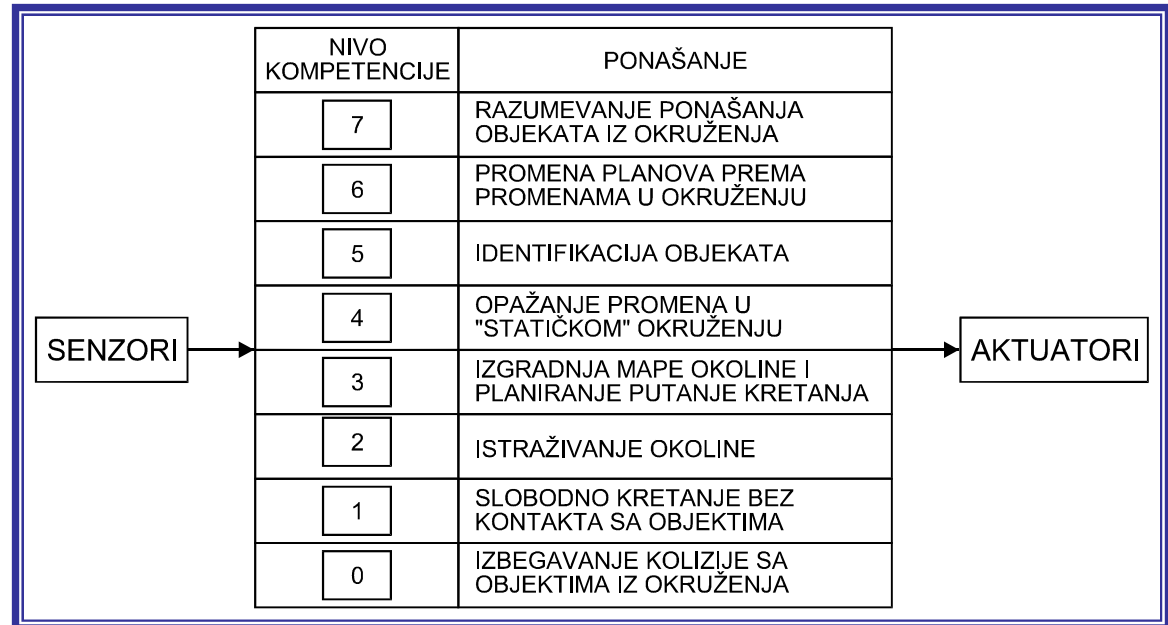 NIVO
KOMPETENCIJE
PONAŠANJE
7
RAZUMEVANJE PONAŠANJA
OBJEKATA IZ OKRUŽENJA
6
PROMENA PLANOVA PREMA
PROMENAMA U OKRUŽENJU
5
IDENTIFIKACIJA OBJEKATA
4
OPAŽANJE PROMENA U
"STATIČKOM" OKRUŽENJU
SENZORI
AKTUATORI
3
IZGRADNJA MAPE OKOLINE I
PLANIRANJE PUTANJE KRETANJA
2
ISTRAŽIVANJE OKOLINE
1
SLOBODNO KRETANJE BEZ
KONTAKTA SA OBJEKTIMA
0
IZBEGAVANJE KOLIZIJE SA
OBJEKTIMA IZ OKRUŽENJA